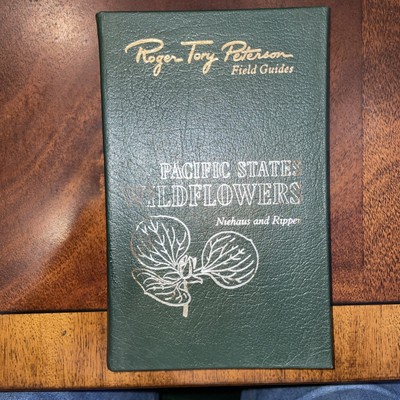 Roger Tory Peterson
Field Guides
PACIFIC STATES
WILDFLOWERS
Niehaus and Ripper